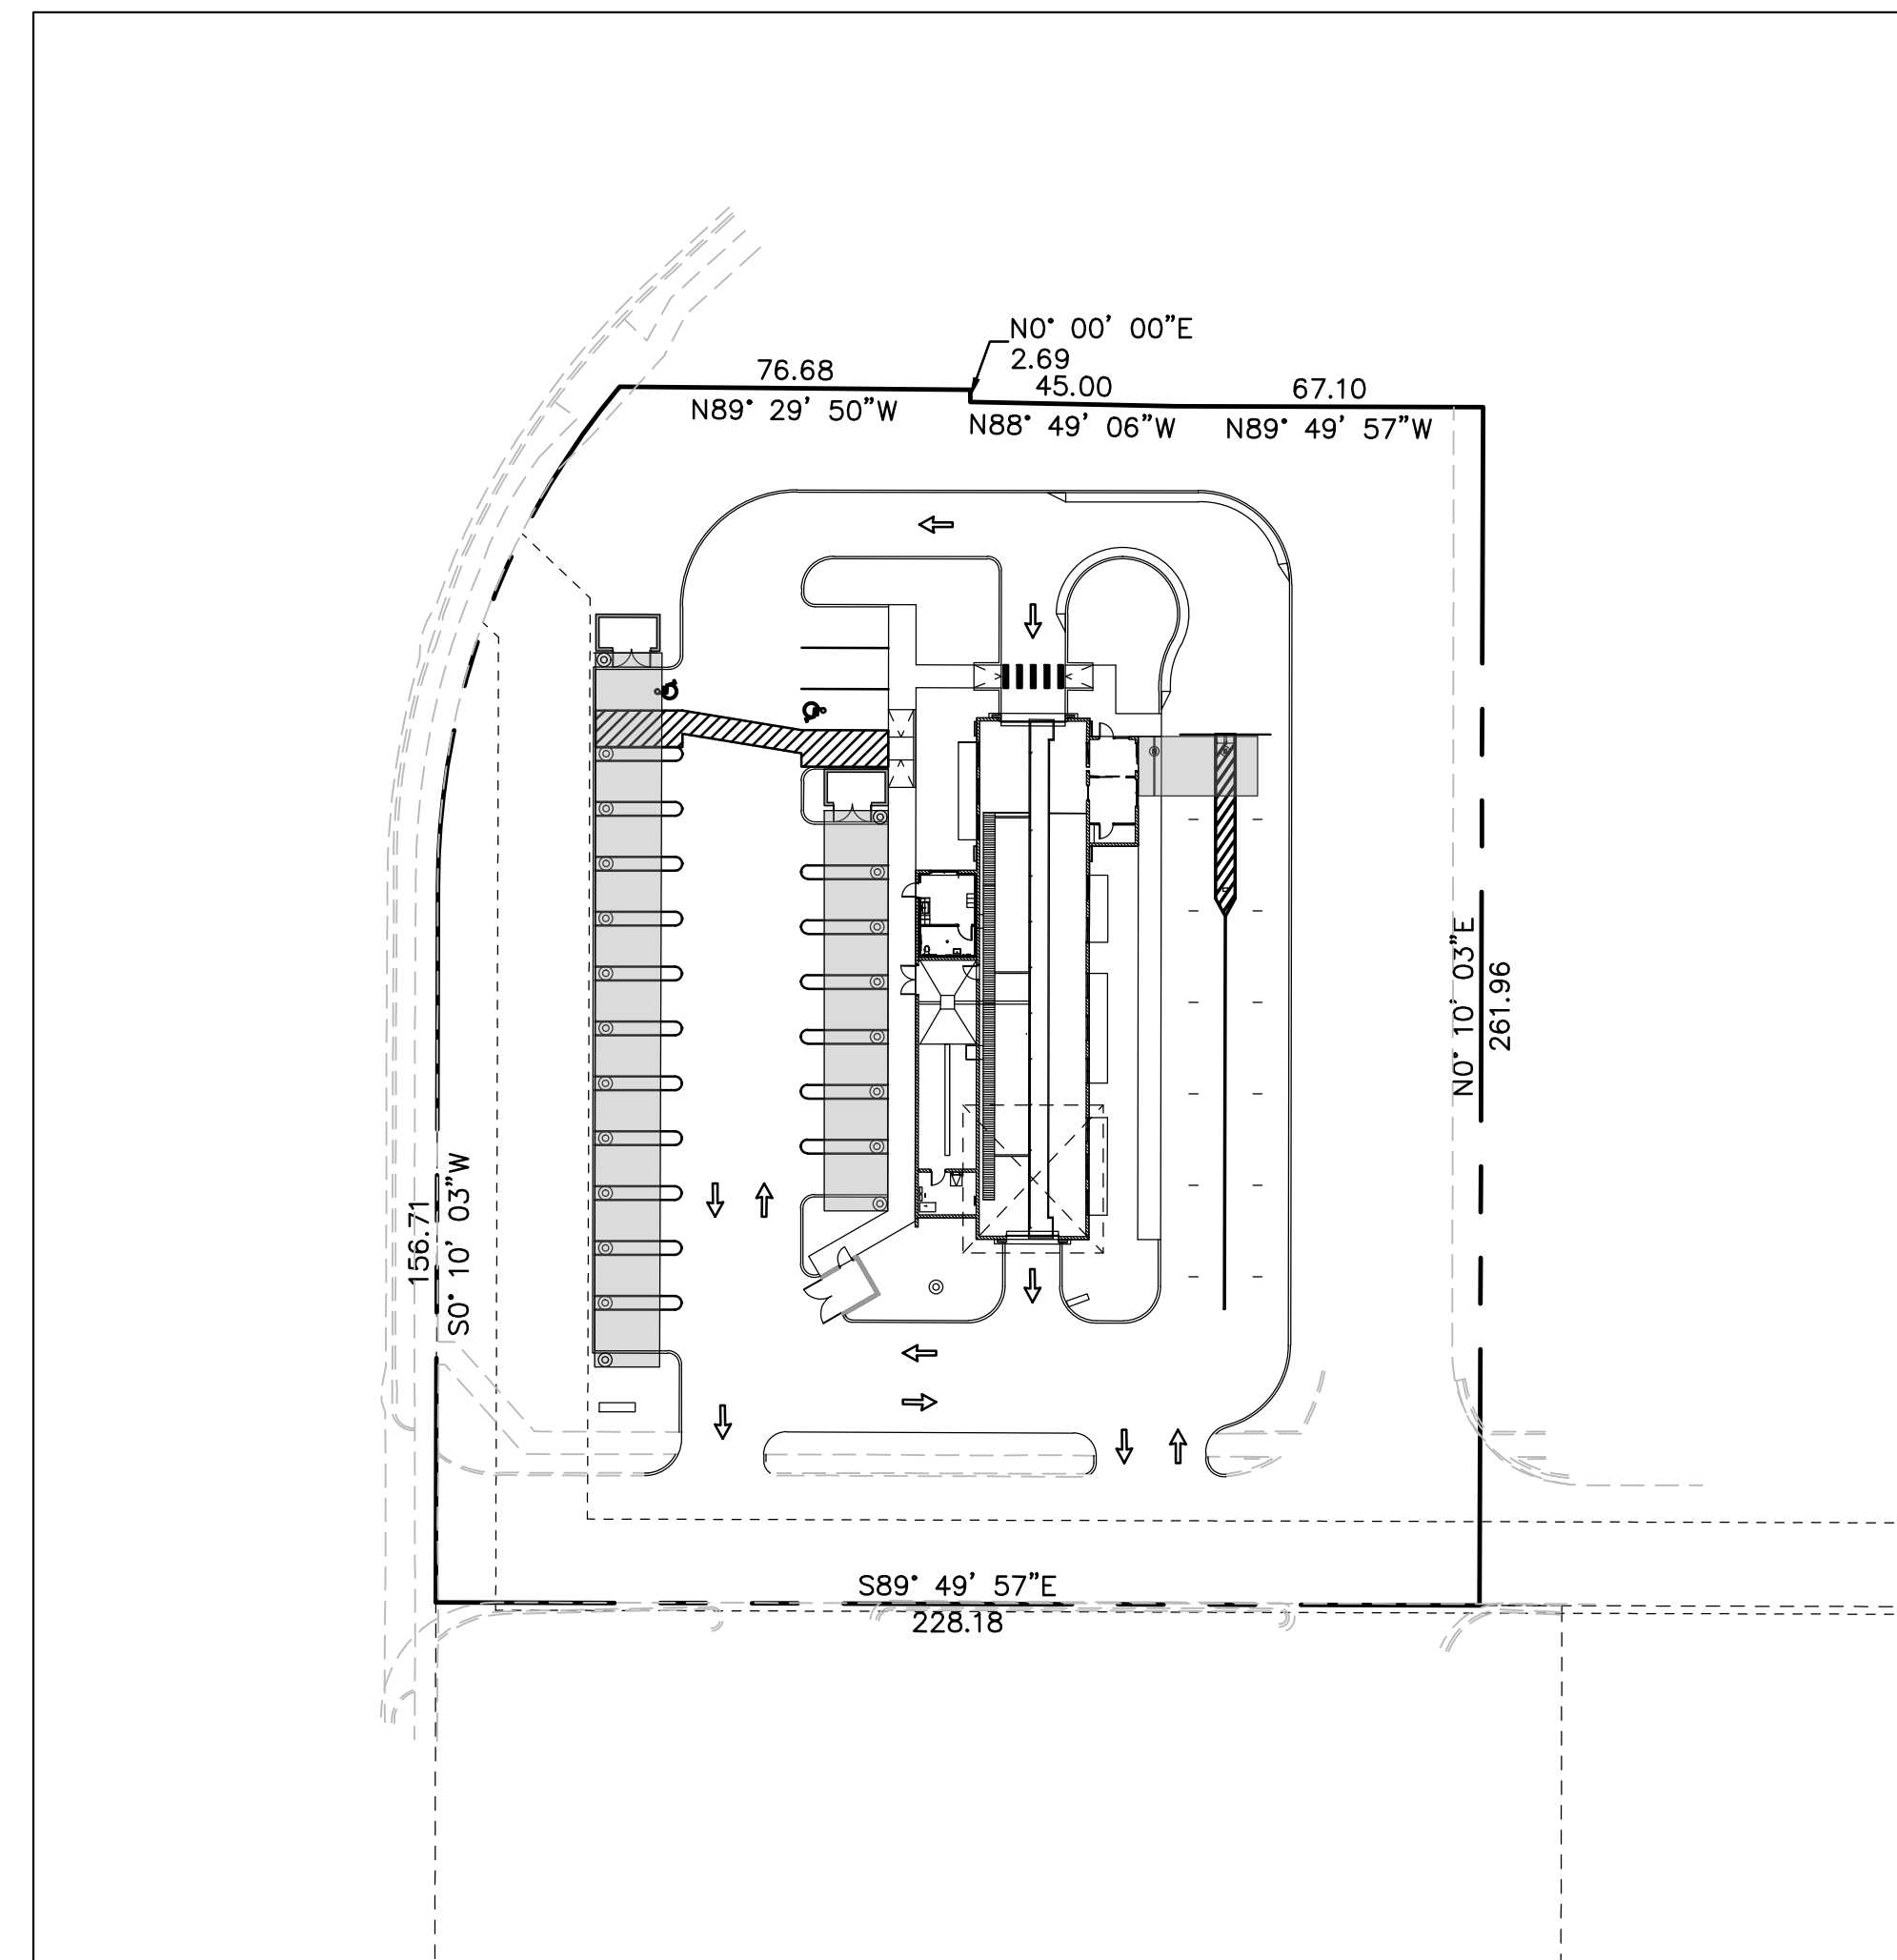 N0° 00' 00"E
2.69
76.68
45.00
67.10
N89° 29' 50"W
N88° 49' 06"W
N89° 49' 57"W
N0° 10' 03"E
261.96
156.71
S0° 10' 03"W
S89° 49' 57"E
228.18